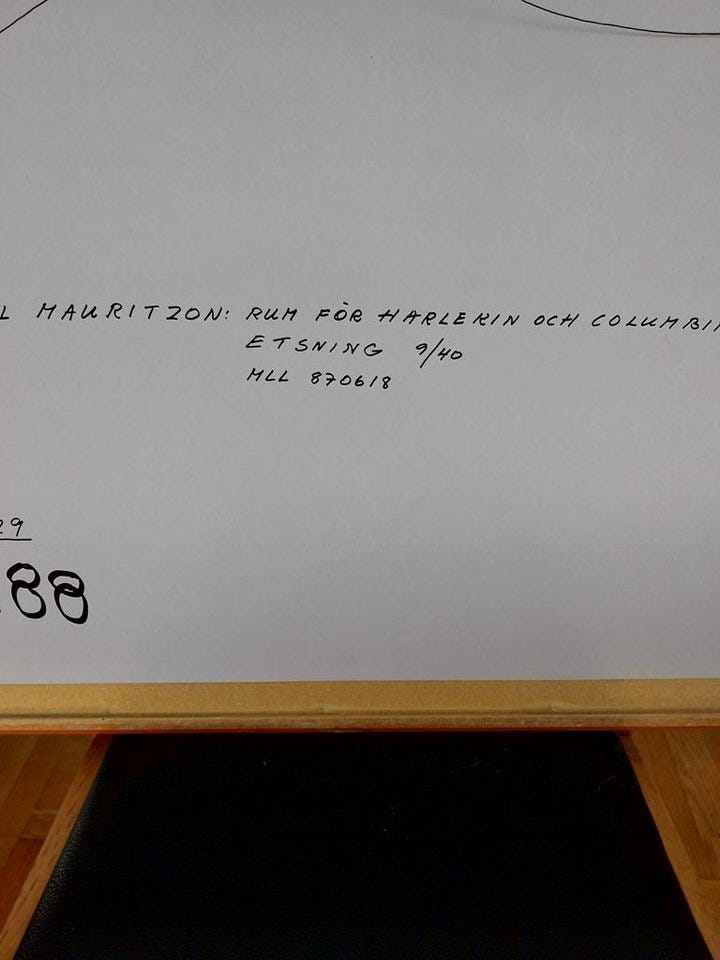 L MAURITZON: RUM FÖR HARLEKIN OCH COLUMBI
ETSNING 9/40
MLL 870618
29
88